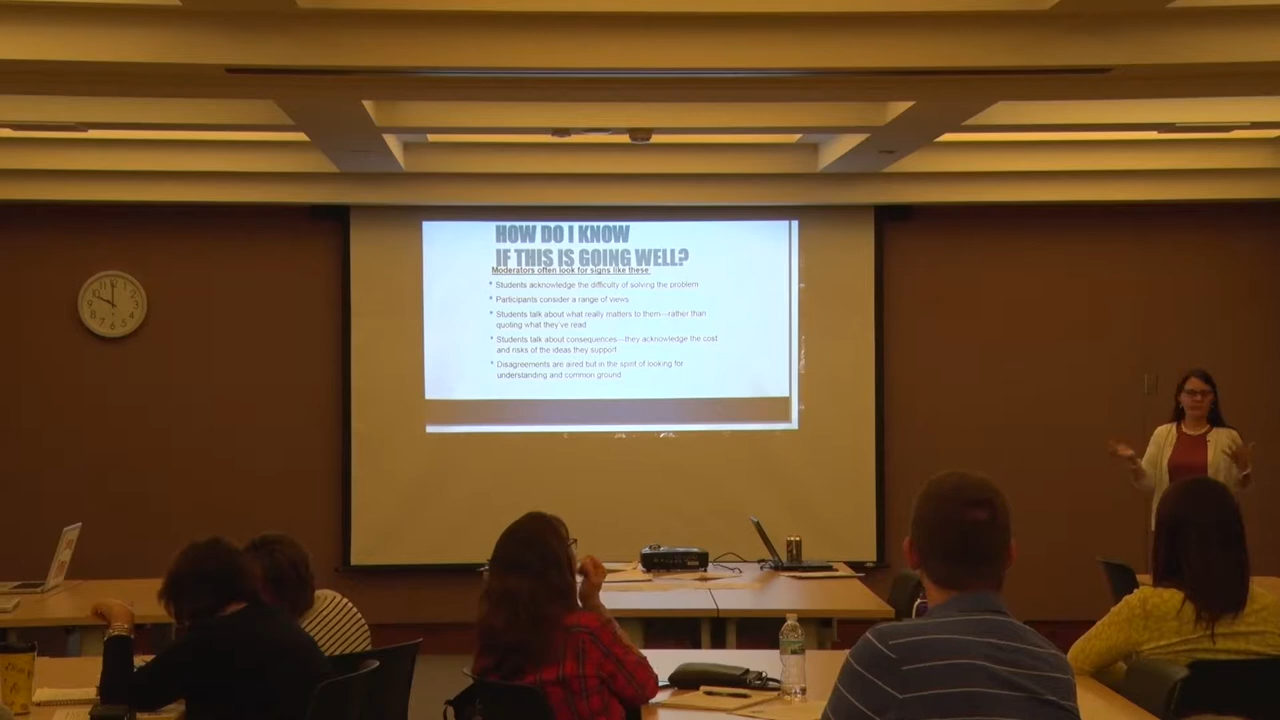 HOW DO I KNOW
IF THIS IS GOING WELL?
Moderators often look for signs like these
* Students acknowledge the difficulty of solving the problem
* Participants consider a range of views
* Students talk about what really matters to them—rather than
quoting what they've read
* Students talk about consequences—they acknowledge the cost
and risks of the ideas they support
* Disagreements are aired but in the spirit of looking for
understanding and common ground